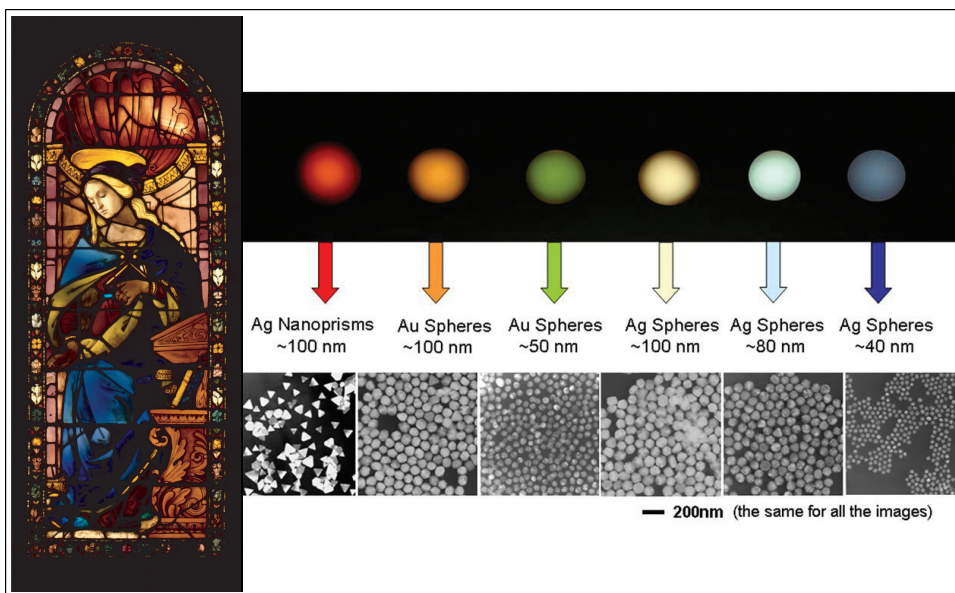 Ag Nanoprisms
~100 nm
Au Spheres
~100 nm
Au Spheres
~50 nm
Ag Spheres
~100 nm
Ag Spheres
~80 nm
Ag Spheres
~40 nm
200nm (the same for all the images)